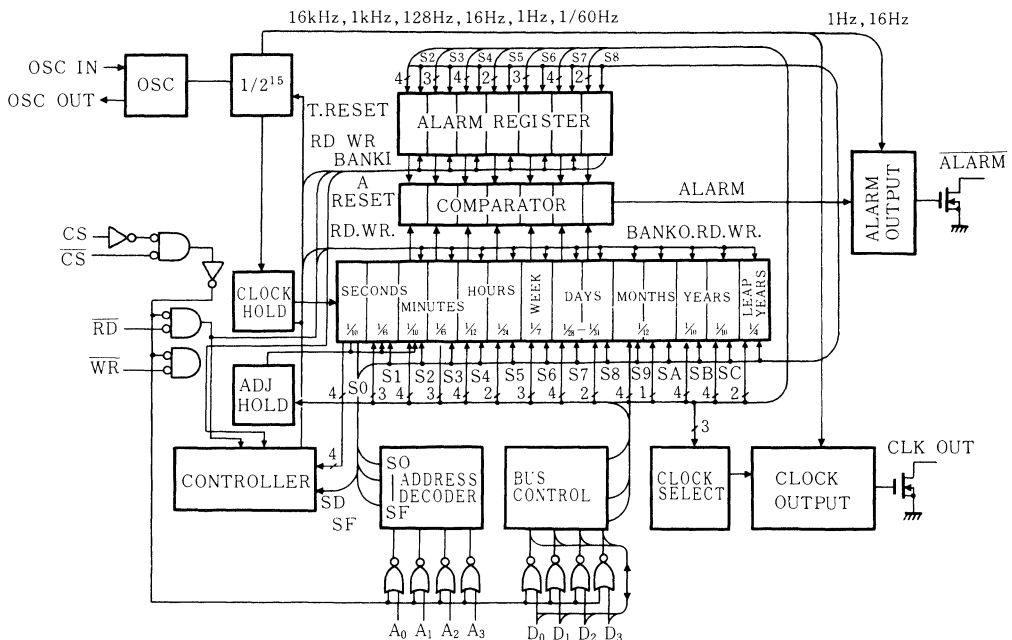 16kHz,1kHz,128Hz,16Hz,1Hz,1/60Hz
1Hz,16Hz
S2 S3 S4 S5 S6 S7 S8
4 3 4 2 3 4 2
OSC IN
OSC OUT
OSC
1/2¹⁵
T.RESET
ALARM REGISTER
RD WR
BANKI
A
RESET
COMPARATOR
ALARM
ALARM
OUTPUT
ALARM
RD.WR.
BANKO.RD.WR.
CS
CS
RD
WR
CLOCK
HOLD
SECONDS
MINUTES
HOURS
WEEK
DAYS
MONTHS
YEARS
LEAP
YEARS
1/10 1/6 1/10 1/6 1/12 1/24 1/7 1/28 – 1/31 1/12 1/10 1/10 1/4
ADJ
HOLD
S0 S1 S2 S3 S4 S5 S6 S7 S8 S9 SA SB SC
4 3 4 3 4 2 3 4 2 4 1 4 4 2
3
4
CONTROLLER
SD
SF
SO
ADDRESS
DECODER
SF
BUS
CONTROL
CLOCK
SELECT
CLOCK
OUTPUT
CLK OUT
A₀ A₁ A₂ A₃
D₀ D₁ D₂ D₃